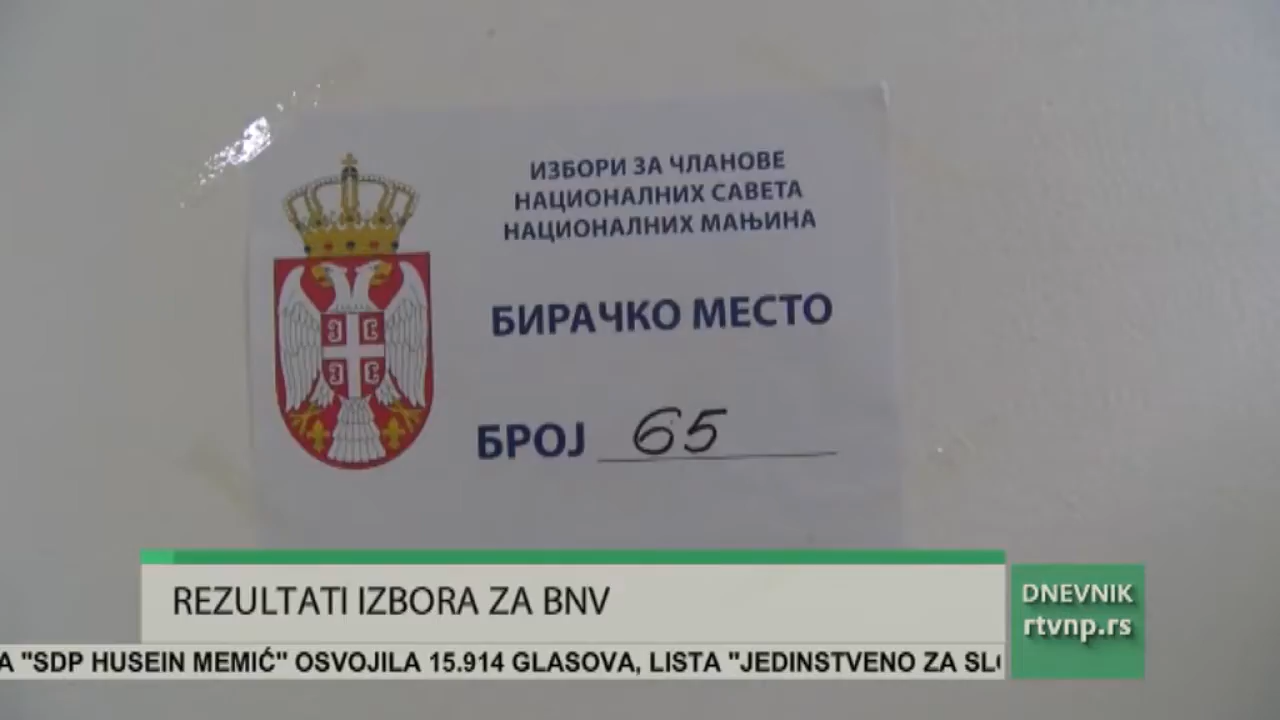 ИЗБОРИ ЗА ЧЛАНОВЕ
НАЦИОНАЛНИХ САВЕТА
НАЦИОНАЛНИХ МАЊИНА
БИРАЧКО МЕСТО
БРОЈ 65
REZULTATI IZBORA ZA BNV
DNEVNIK
rtvnp.rs
A "SDP HUSEIN MEMIĆ" OSVOJILA 15.914 GLASOVA, LISTA "JEDINSTVENO ZA